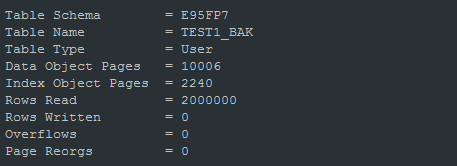 Table Schema = E95FP7
Table Name = TEST1_BAK
Table Type = User
Data Object Pages = 10006
Index Object Pages = 2240
Rows Read = 2000000
Rows Written = 0
Overflows = 0
Page Reorgs = 0